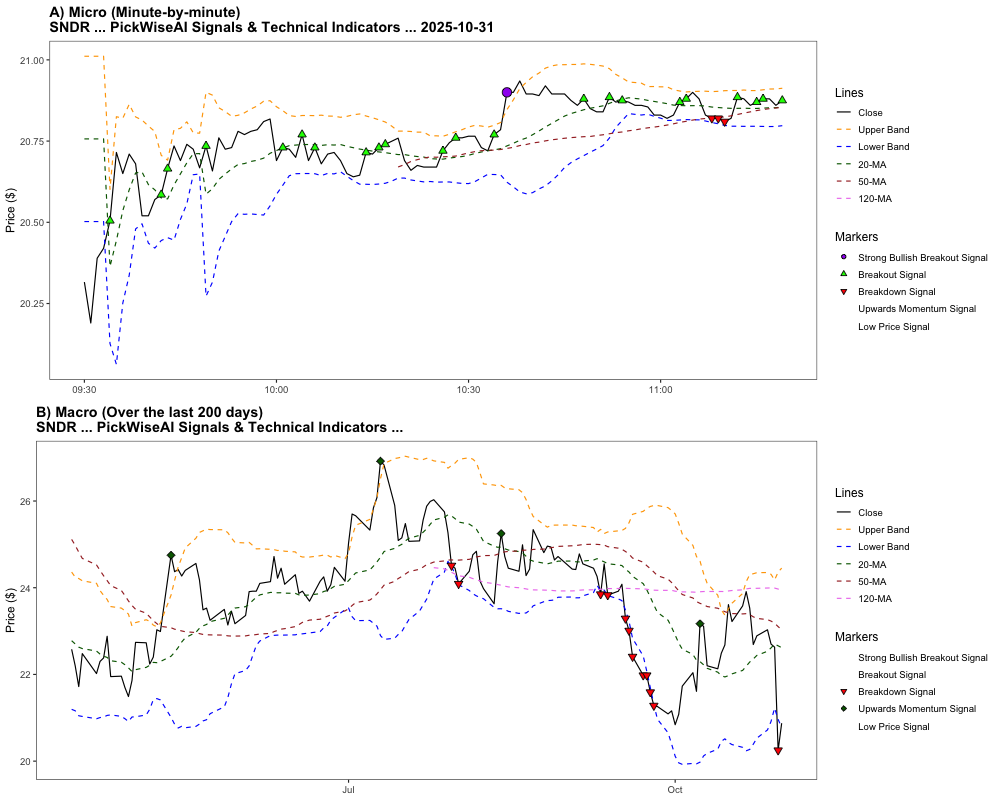 A) Micro (Minute-by-minute)
SNDR ... PickWiseAI Signals & Technical Indicators ... 2025-10-31
Price ($)
21.00
20.75
20.50
20.25
09:30
10:00
10:30
11:00
Lines
Close
Upper Band
Lower Band
20-MA
50-MA
120-MA
Markers
Strong Bullish Breakout Signal
Breakout Signal
Breakdown Signal
Upwards Momentum Signal
Low Price Signal
B) Macro (Over the last 200 days)
SNDR ... PickWiseAI Signals & Technical Indicators ...
Price ($)
26
24
22
20
Jul
Oct
Lines
Close
Upper Band
Lower Band
20-MA
50-MA
120-MA
Markers
Strong Bullish Breakout Signal
Breakout Signal
Breakdown Signal
Upwards Momentum Signal
Low Price Signal